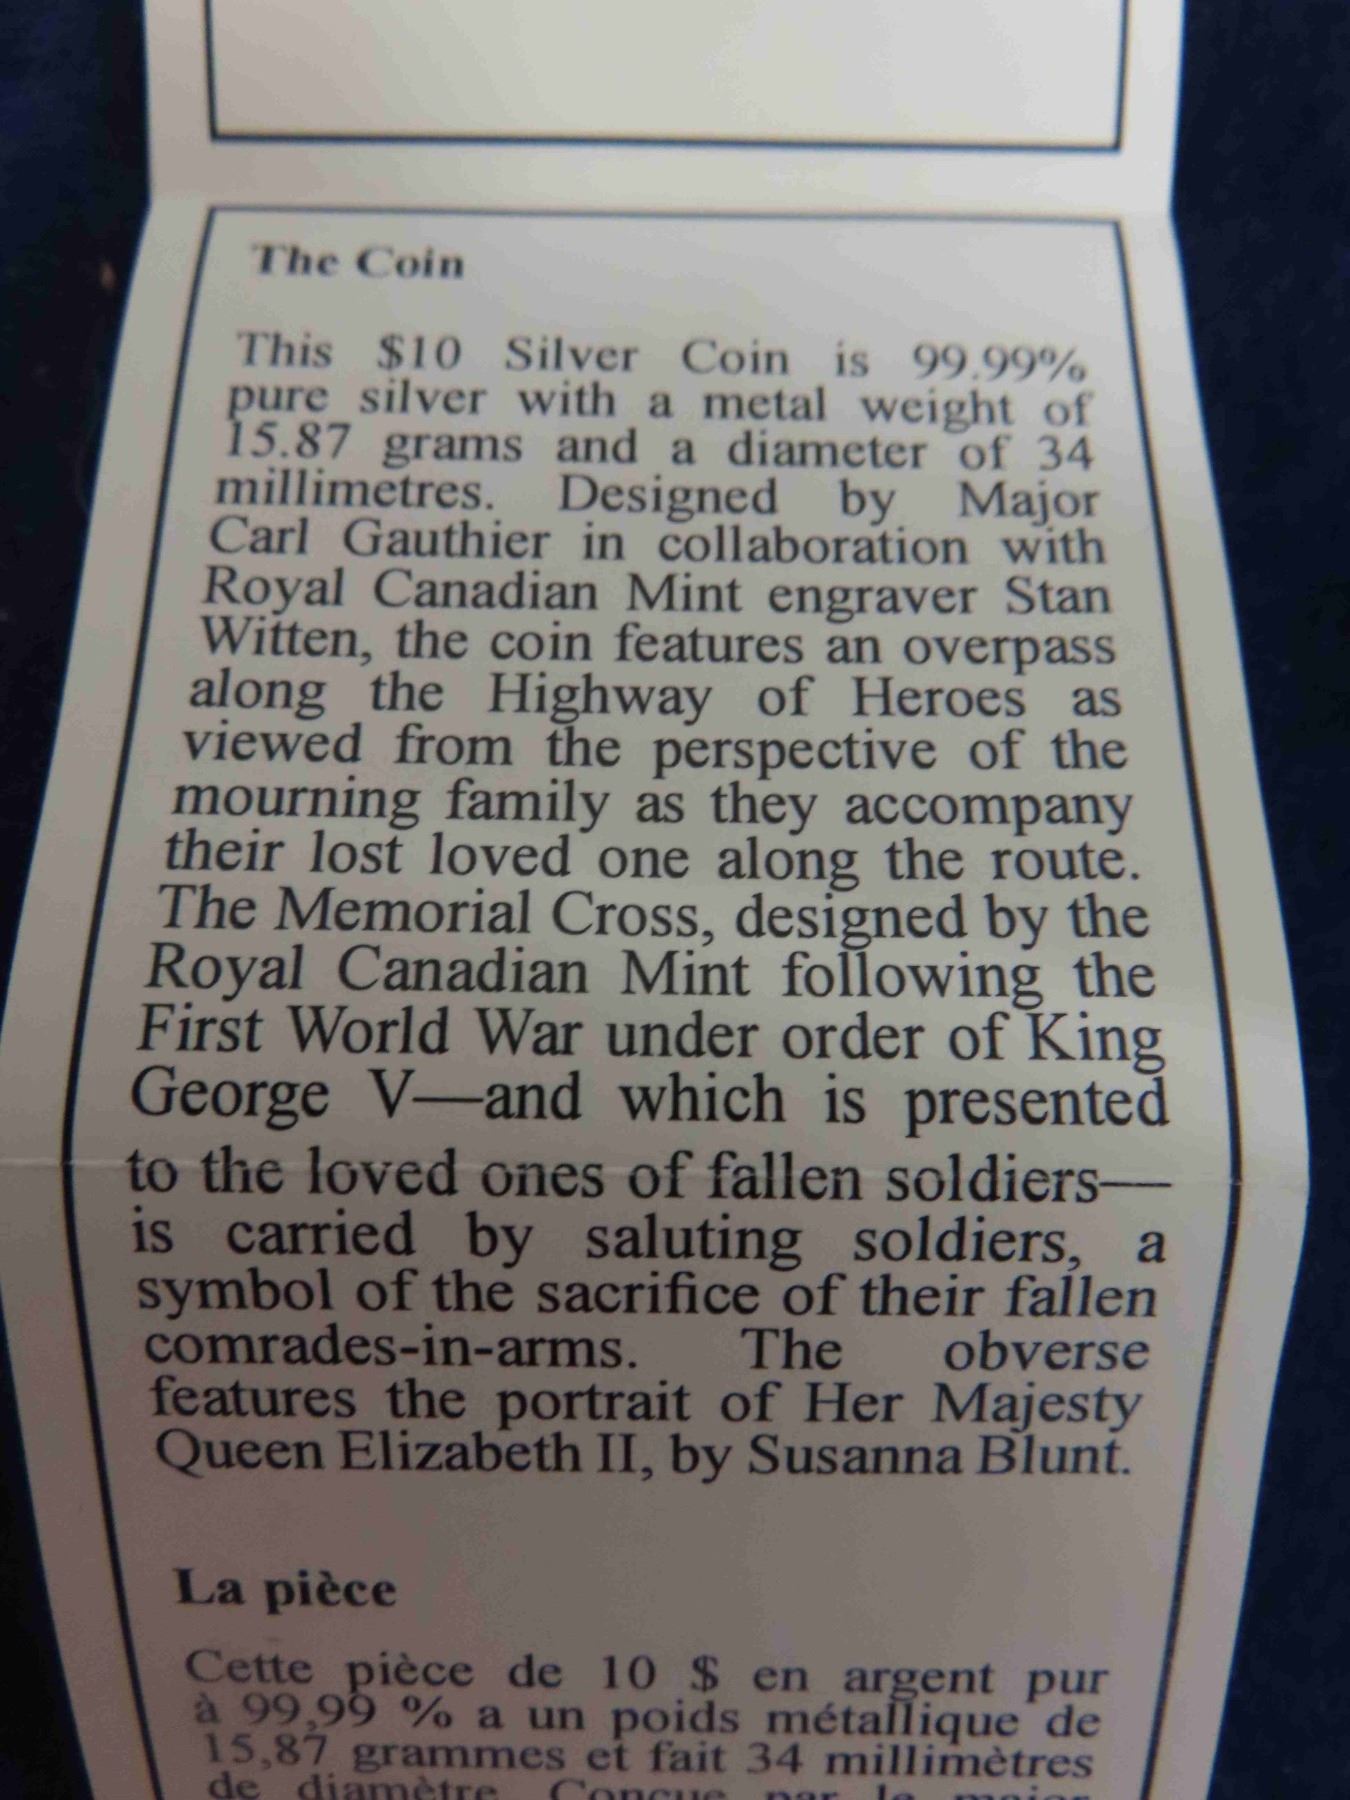 The Coin
This $10 Silver Coin is 99.99%
pure silver with a metal weight of
15.87 grams and a diameter of 34
millimetres. Designed by Major
Carl Gauthier in collaboration with
Royal Canadian Mint engraver Stan
Witten, the coin features an overpass
along the Highway of Heroes as
viewed from the perspective of the
mourning family as they accompany
their lost loved one along the route.
The Memorial Cross, designed by the
Royal Canadian Mint following the
First World War under order of King
George V—and which is presented
to the loved ones of fallen soldiers—
is carried by saluting soldiers, a
symbol of the sacrifice of their fallen
comrades-in-arms. The obverse
features the portrait of Her Majesty
Queen Elizabeth II, by Susanna Blunt.
La pièce
Cette pièce de 10 $ en argent pur
à 99,99 % a un poids métallique de
15,87 grammes et fait 34 millimètres
de diamètre. Conçue par le major